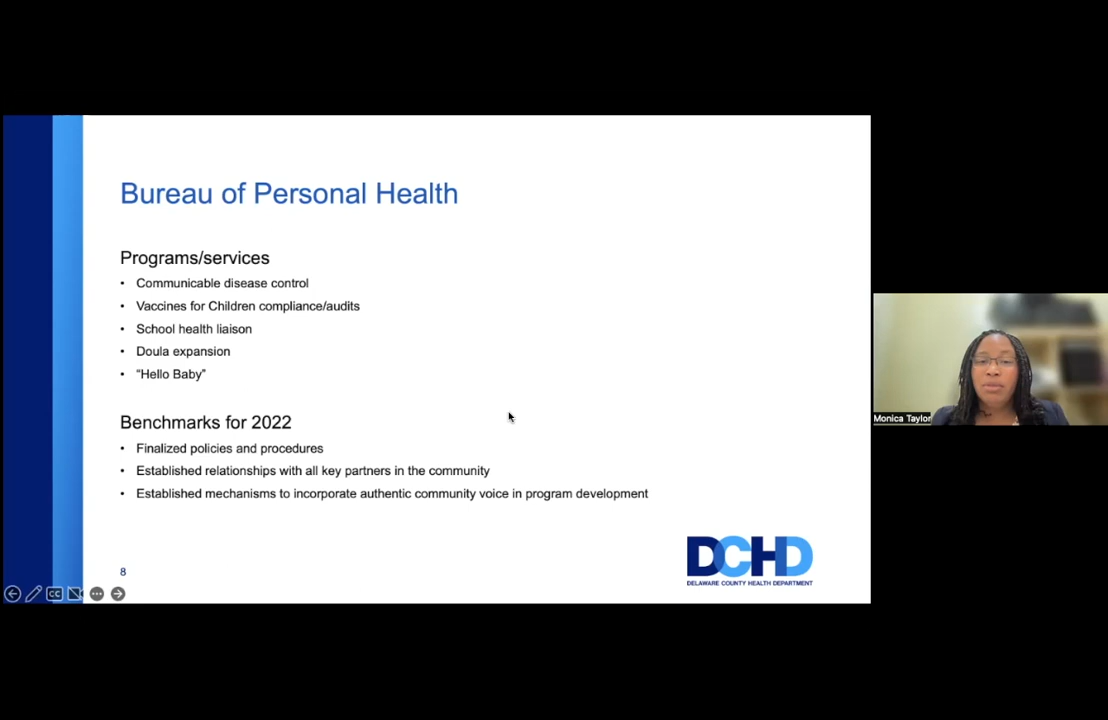 Bureau of Personal Health
Programs/services
• Communicable disease control
• Vaccines for Children compliance/audits
• School health liaison
• Doula expansion
• “Hello Baby”
Benchmarks for 2022
• Finalized policies and procedures
• Established relationships with all key partners in the community
• Established mechanisms to incorporate authentic community voice in program development
8
DCHD
DELAWARE COUNTY HEALTH DEPARTMENT
CC
Monica Taylor